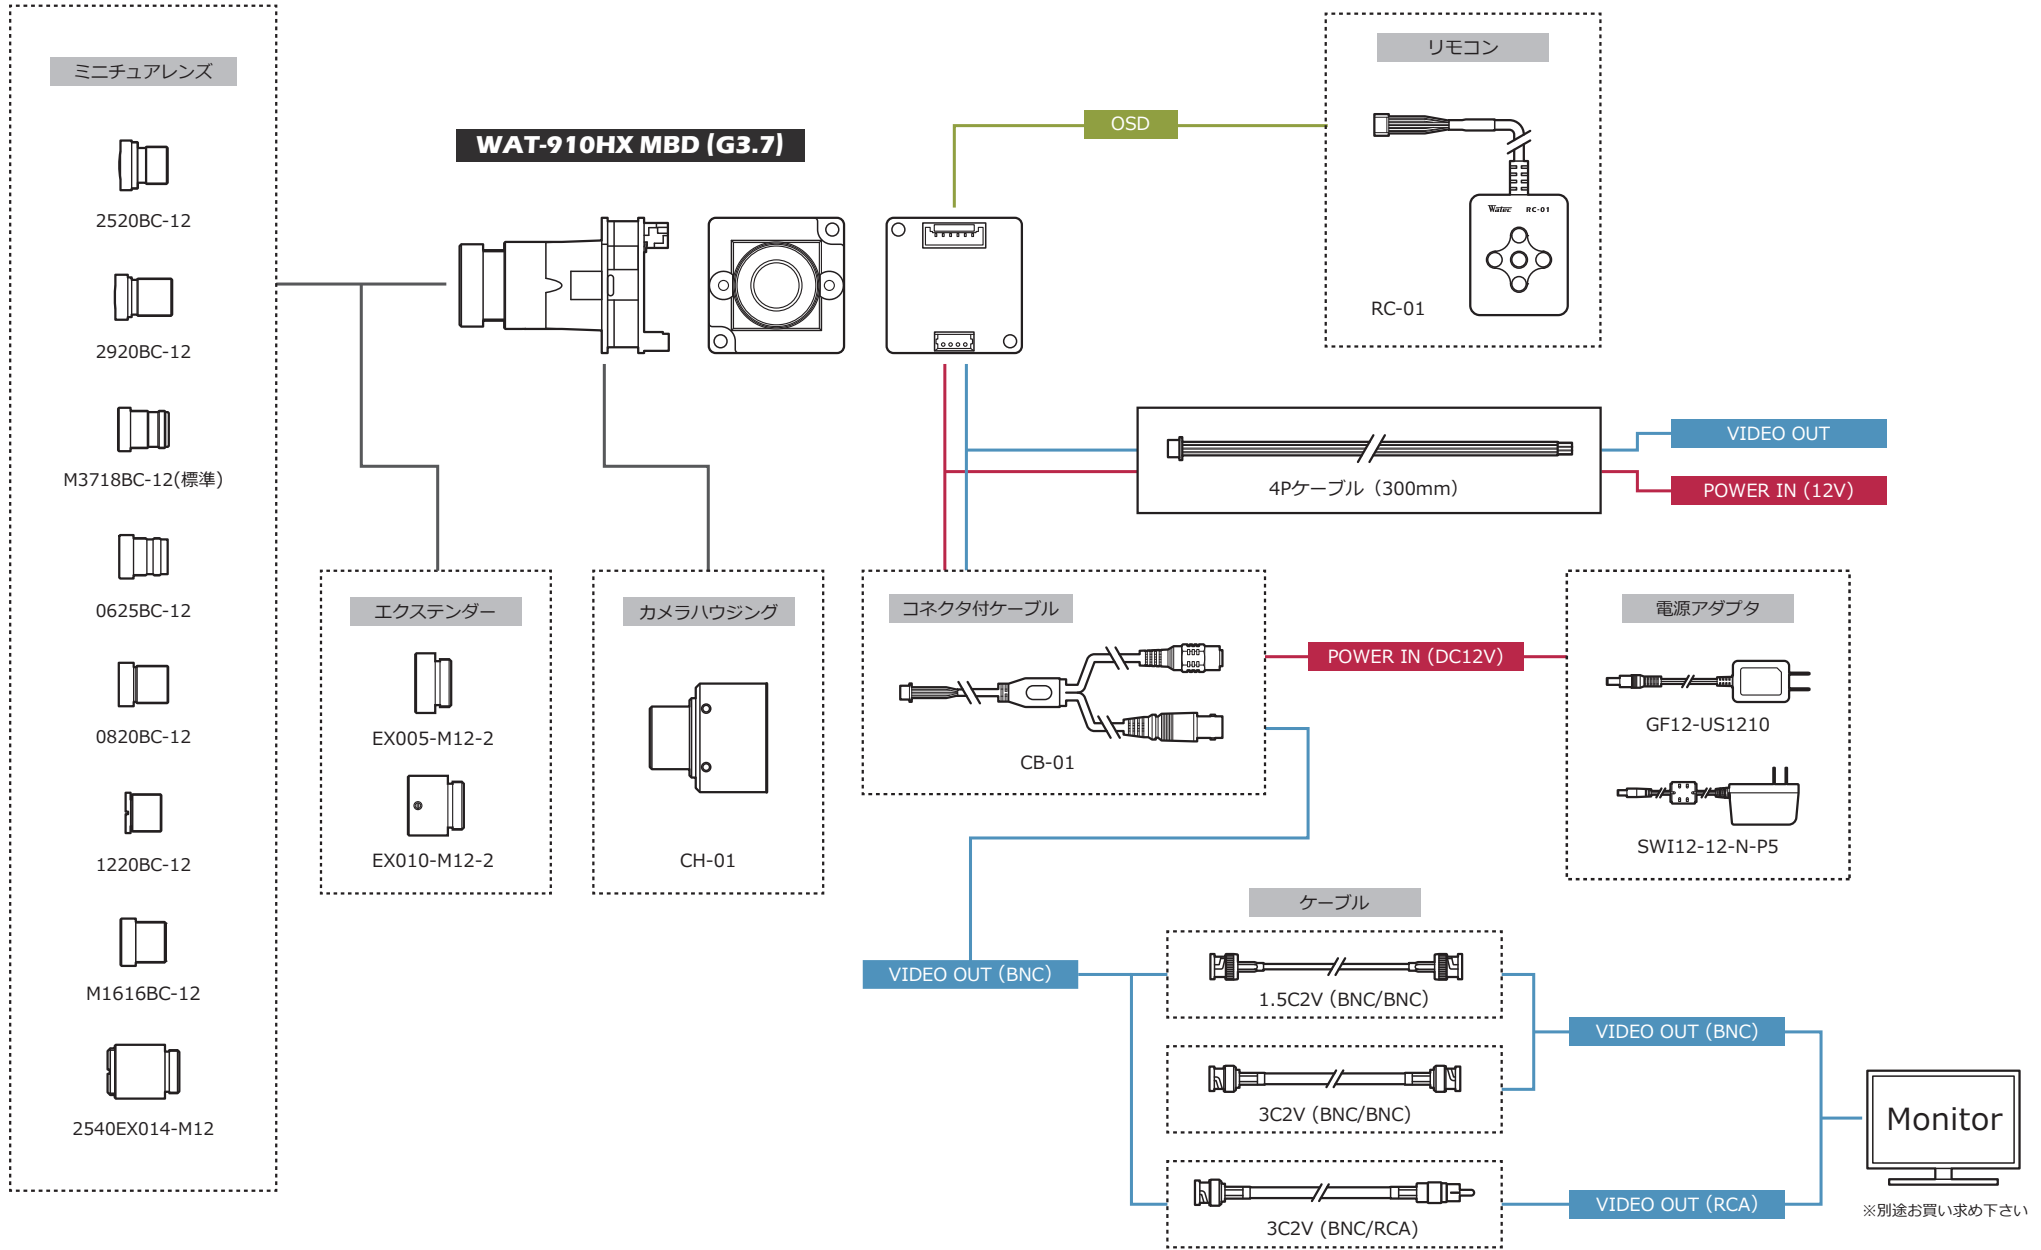 ミニチュアレンズ
2520BC-12
2920BC-12
M3718BC-12(標準)
0625BC-12
0820BC-12
1220BC-12
M1616BC-12
2540EX014-M12
WAT-910HX MBD (G3.7)
OSD
リモコン
Watec RC-01
RC-01
4Pケーブル（300mm）
VIDEO OUT
POWER IN (12V)
エクステンダー
EX005-M12-2
EX010-M12-2
カメラハウジング
CH-01
コネクタ付ケーブル
CB-01
POWER IN (DC12V)
電源アダプタ
GF12-US1210
SWI12-12-N-P5
VIDEO OUT (BNC)
ケーブル
1.5C2V (BNC/BNC)
3C2V (BNC/BNC)
3C2V (BNC/RCA)
VIDEO OUT (BNC)
VIDEO OUT (RCA)
Monitor
※別途お買い求め下さい